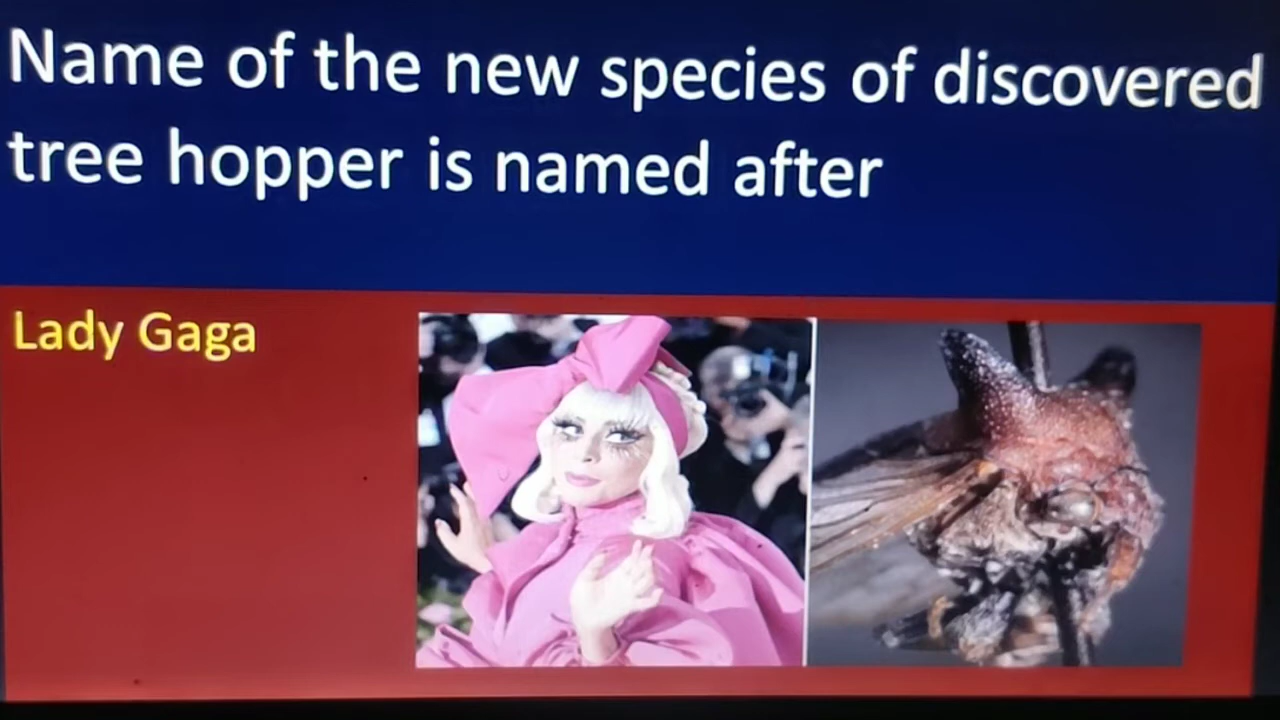 Name of the new species of discovered
tree hopper is named after
Lady Gaga